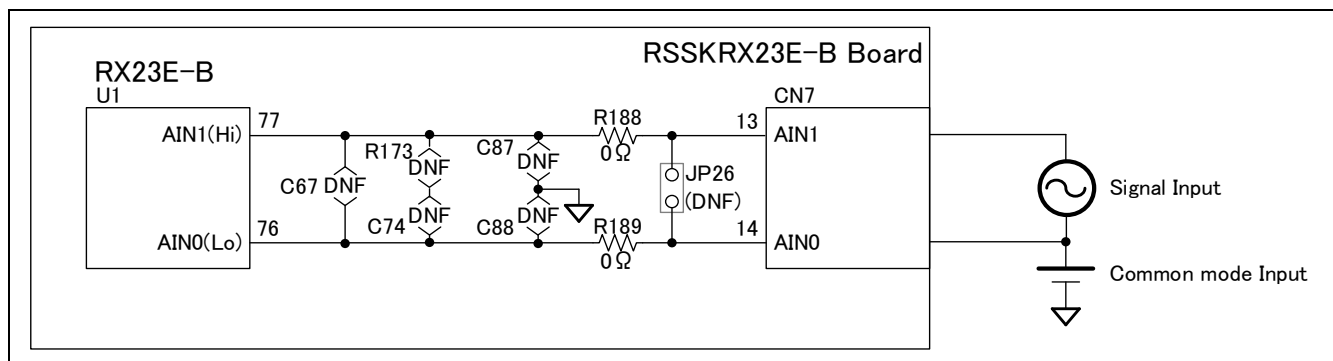 RSSKRX23E-B Board
RX23E-B
U1
CN7
AIN1(Hi)
77
R173
DNF
C87
DNF
R188
0Ω
13
AIN1
C67
DNF
JP26
(DNF)
Signal Input
DNF
C74
DNF
C88
AIN0(Lo)
76
R189
0Ω
14
AIN0
Common mode Input